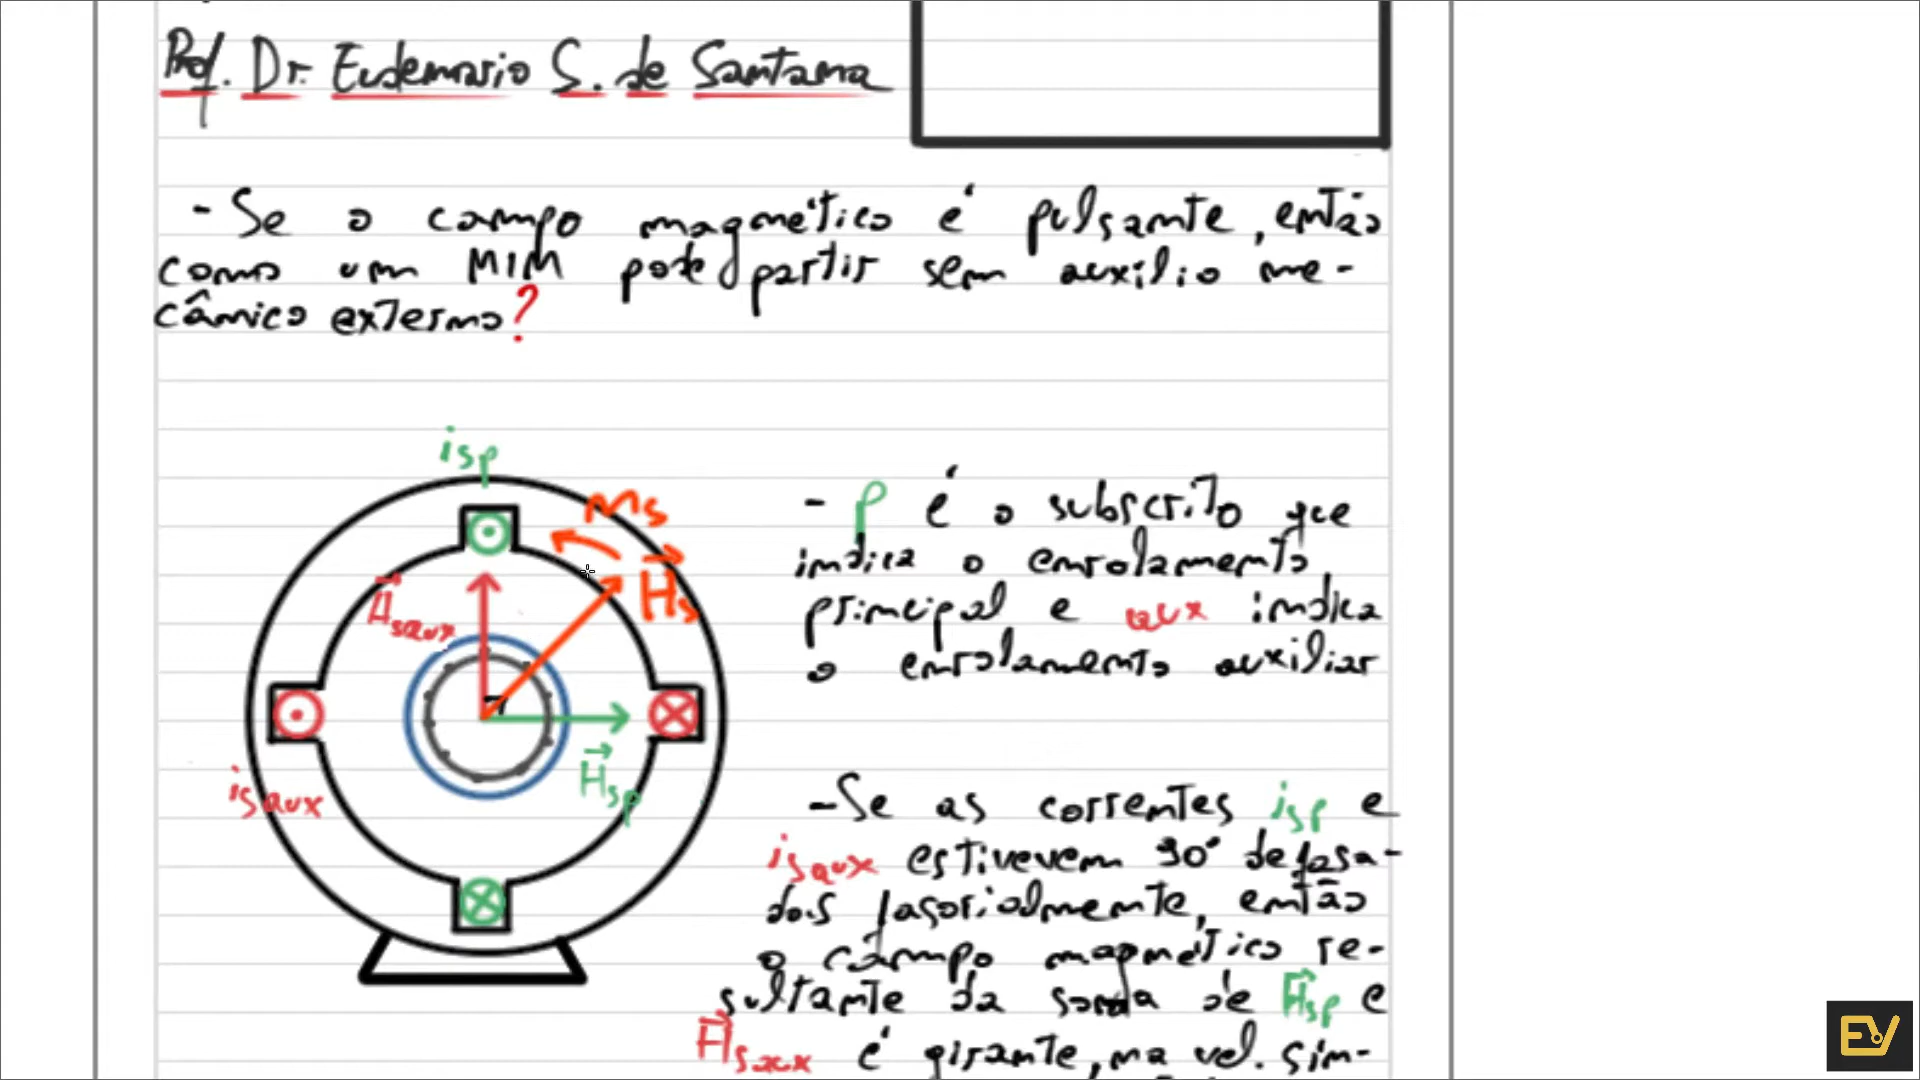 Prof. Dr. Eudemario S. de Santana
- Se o campo magnético é pulsante, então
como um MIM pode partir sem auxílio me-
cânico externo?
isp
ns
Hs
Hsaux
Hsp
isaux
- p é o subscrito que
indica o enrolamento
principal e aux indica
o enrolamento auxiliar
- Se as correntes isp e
isaux estiverem 90° defasa-
das fasorialmente, então
o campo magnético re-
sultante da soma de Hsp e
Hsaux é girante, na vel. sín-
EV